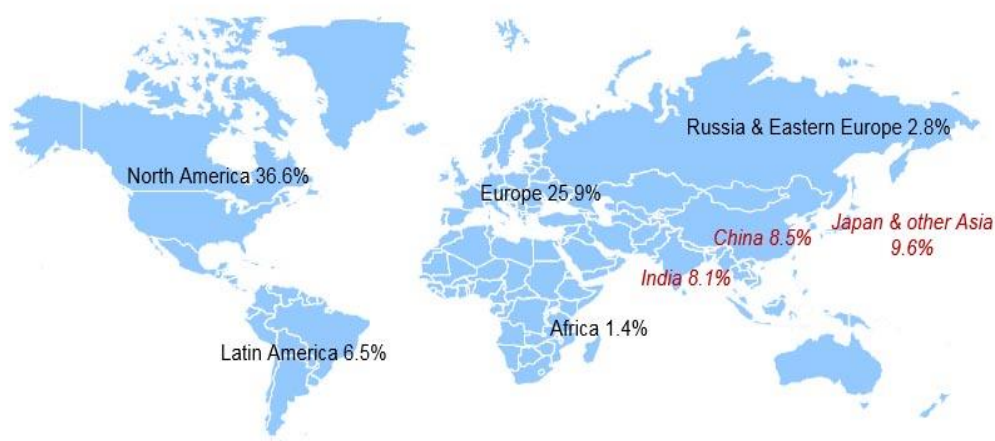 Russia & Eastern Europe 2.8%
North America 36.6%
Europe 25.9%
Japan & other Asia
9.6%
China 8.5%
India 8.1%
Africa 1.4%
Latin America 6.5%